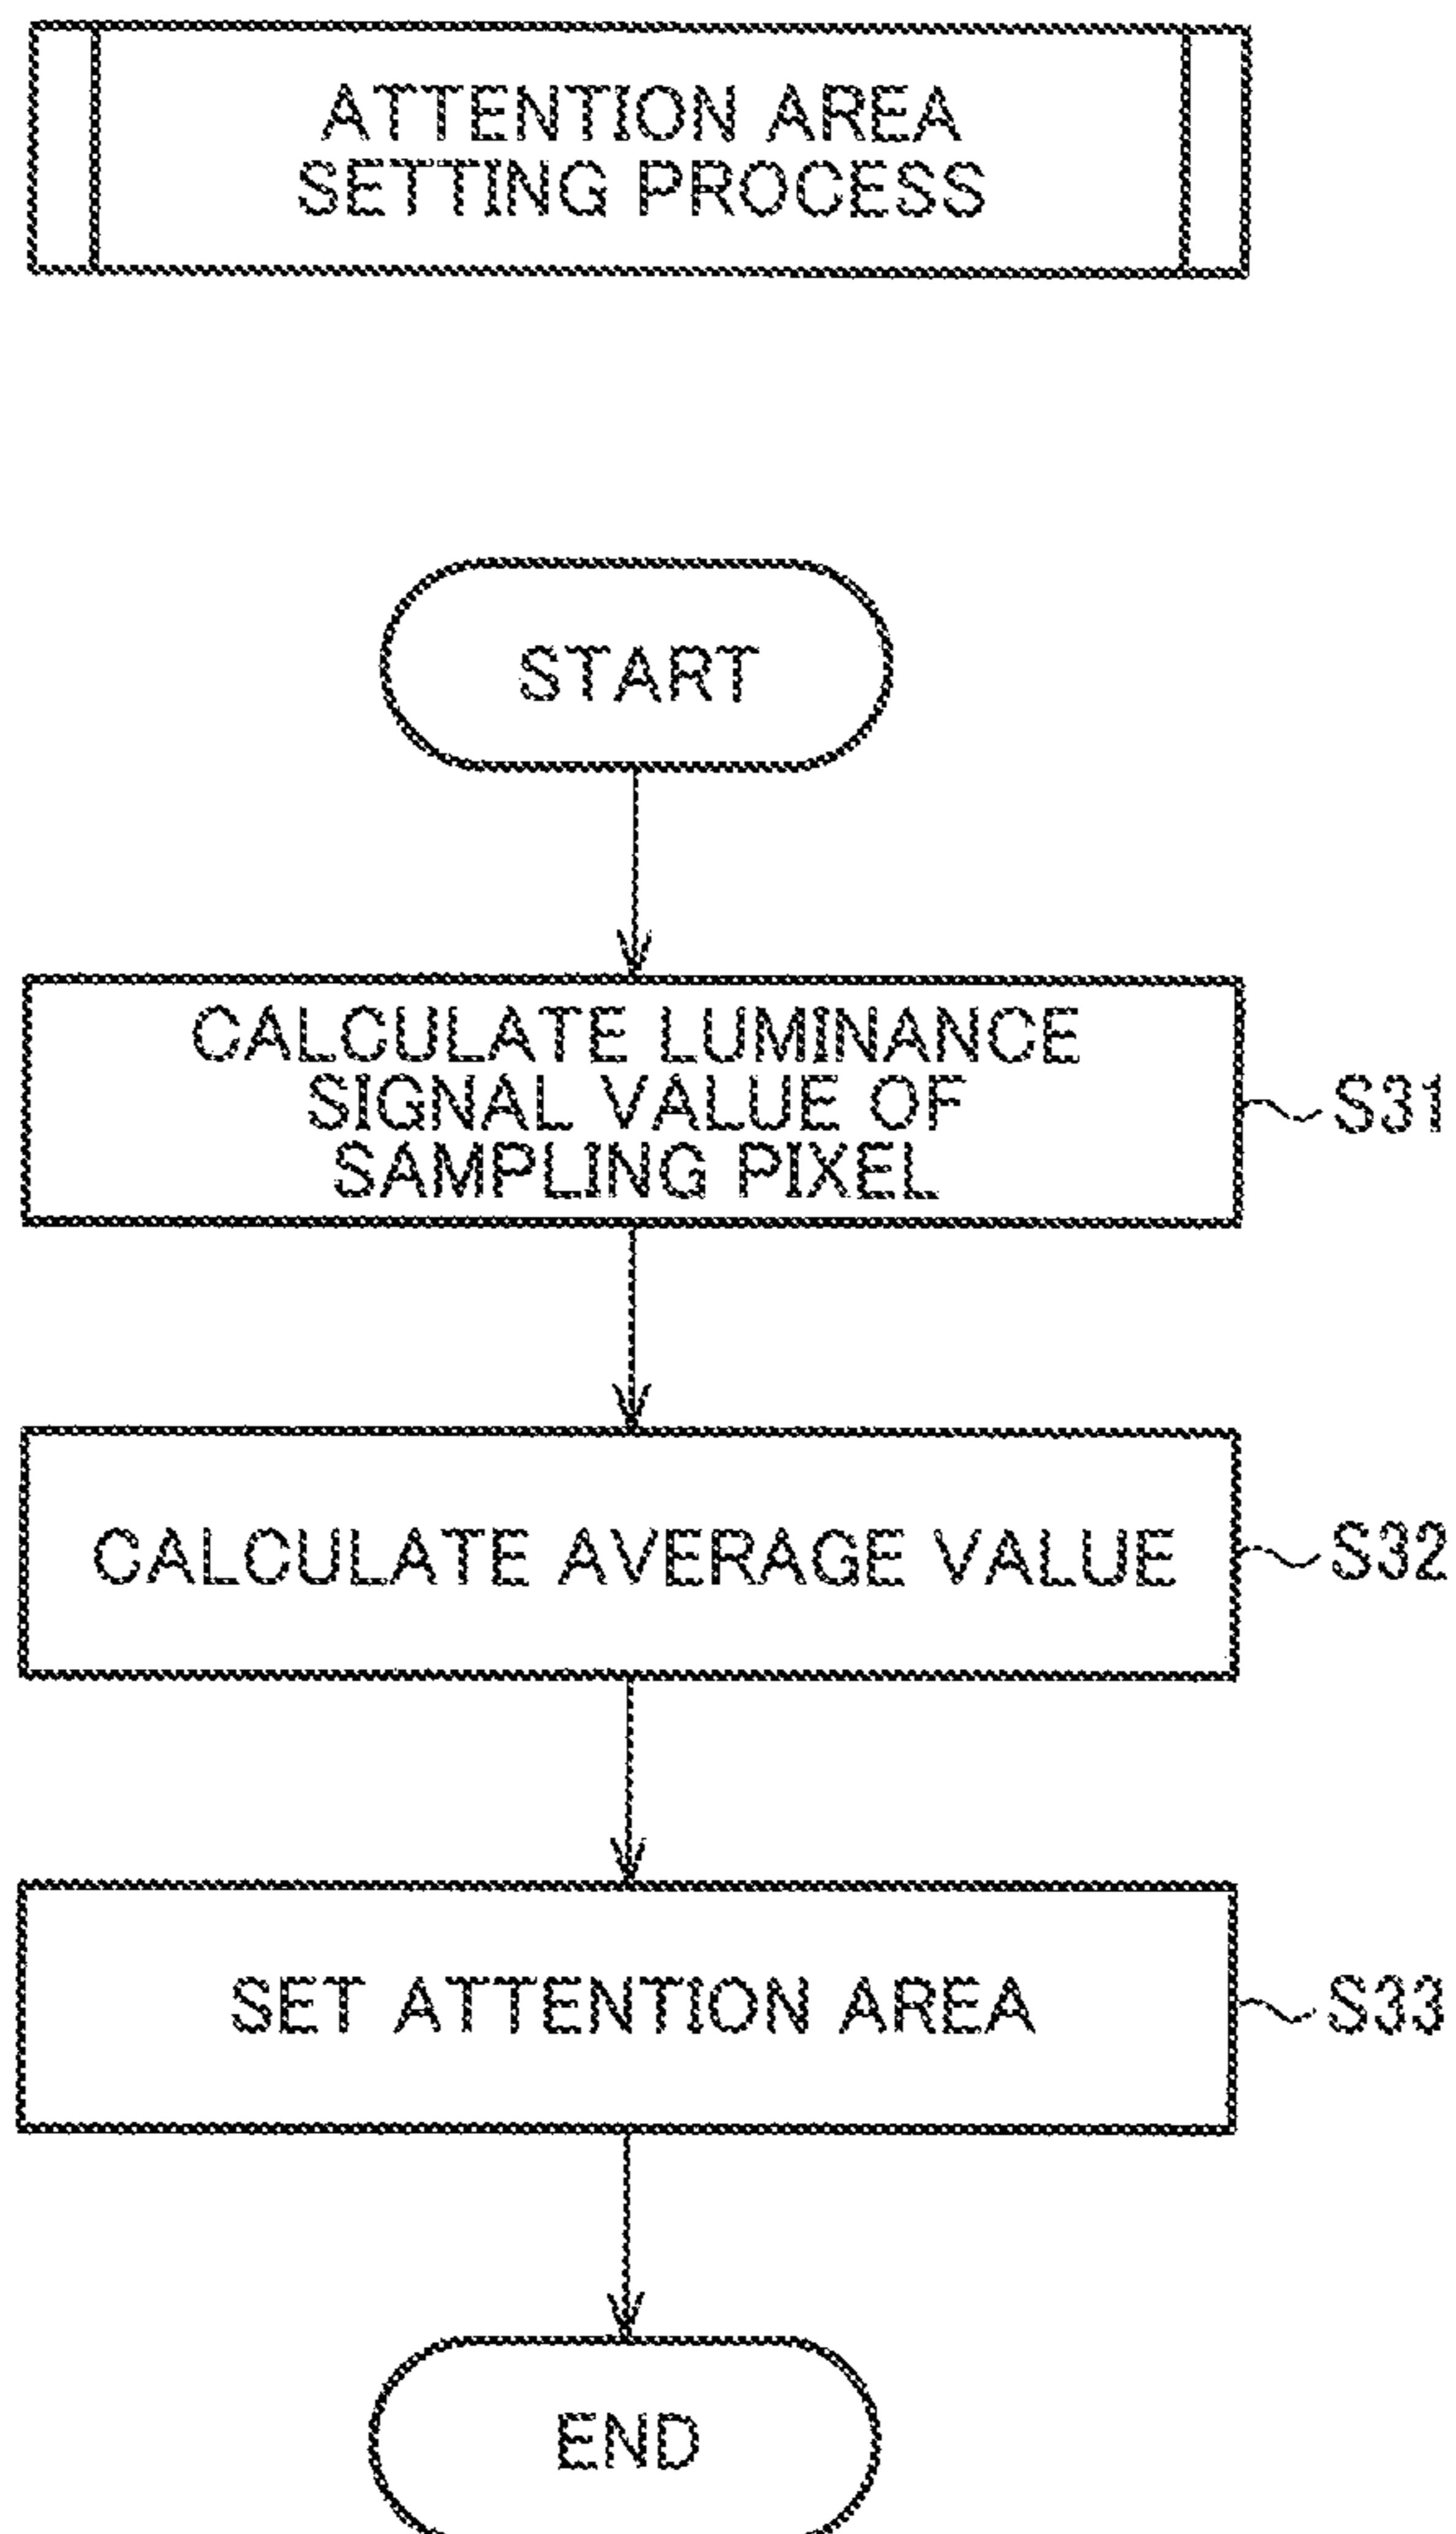 ATTENTION AREA
SETTING PROCESS
START
CALCULATE LUMINANCE
SIGNAL VALUE OF
SAMPLING PIXEL
S31
CALCULATE AVERAGE VALUE
S32
SET ATTENTION AREA
S33
END